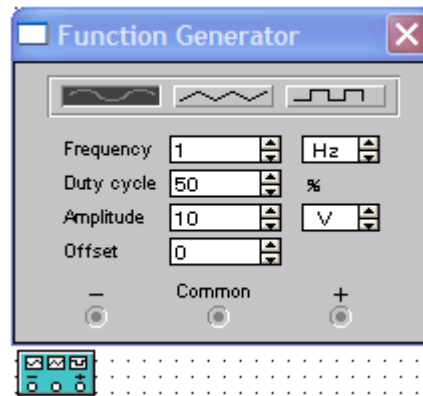 Function Generator
Frequency 1 Hz
Duty cycle 50 %
Amplitude 10 V
Offset 0
− Common +